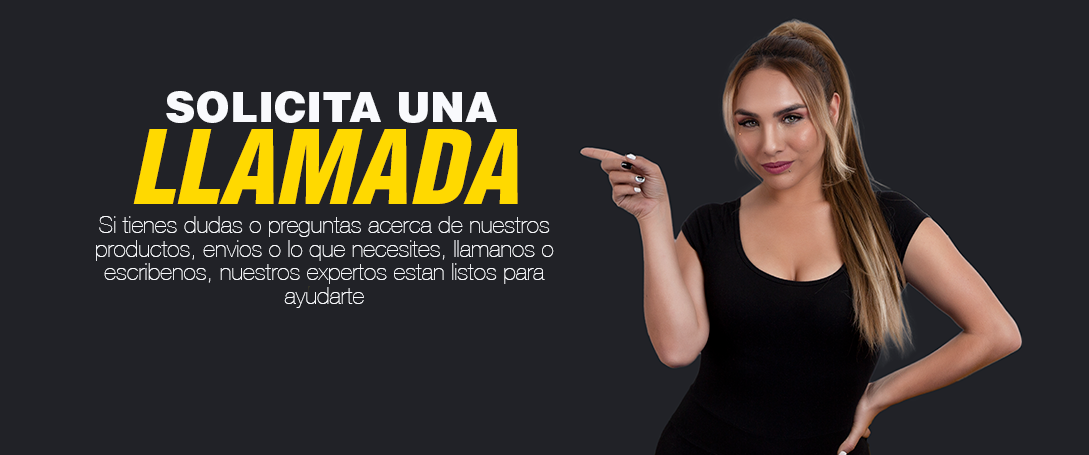 SOLICITA UNA
LLAMADA
Si tienes dudas o preguntas acerca de nuestros
productos, envios o lo que necesites, llamanos o
escribenos, nuestros expertos estan listos para
ayudarte